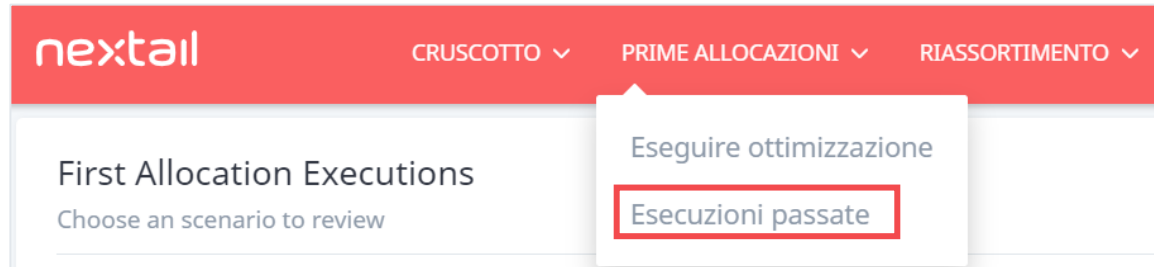 nextail
CRUSCOTTO
PRIME ALLOCAZIONI
RIASSORTIMENTO
Eseguire ottimizzazione
Esecuzioni passate
First Allocation Executions
Choose an scenario to review